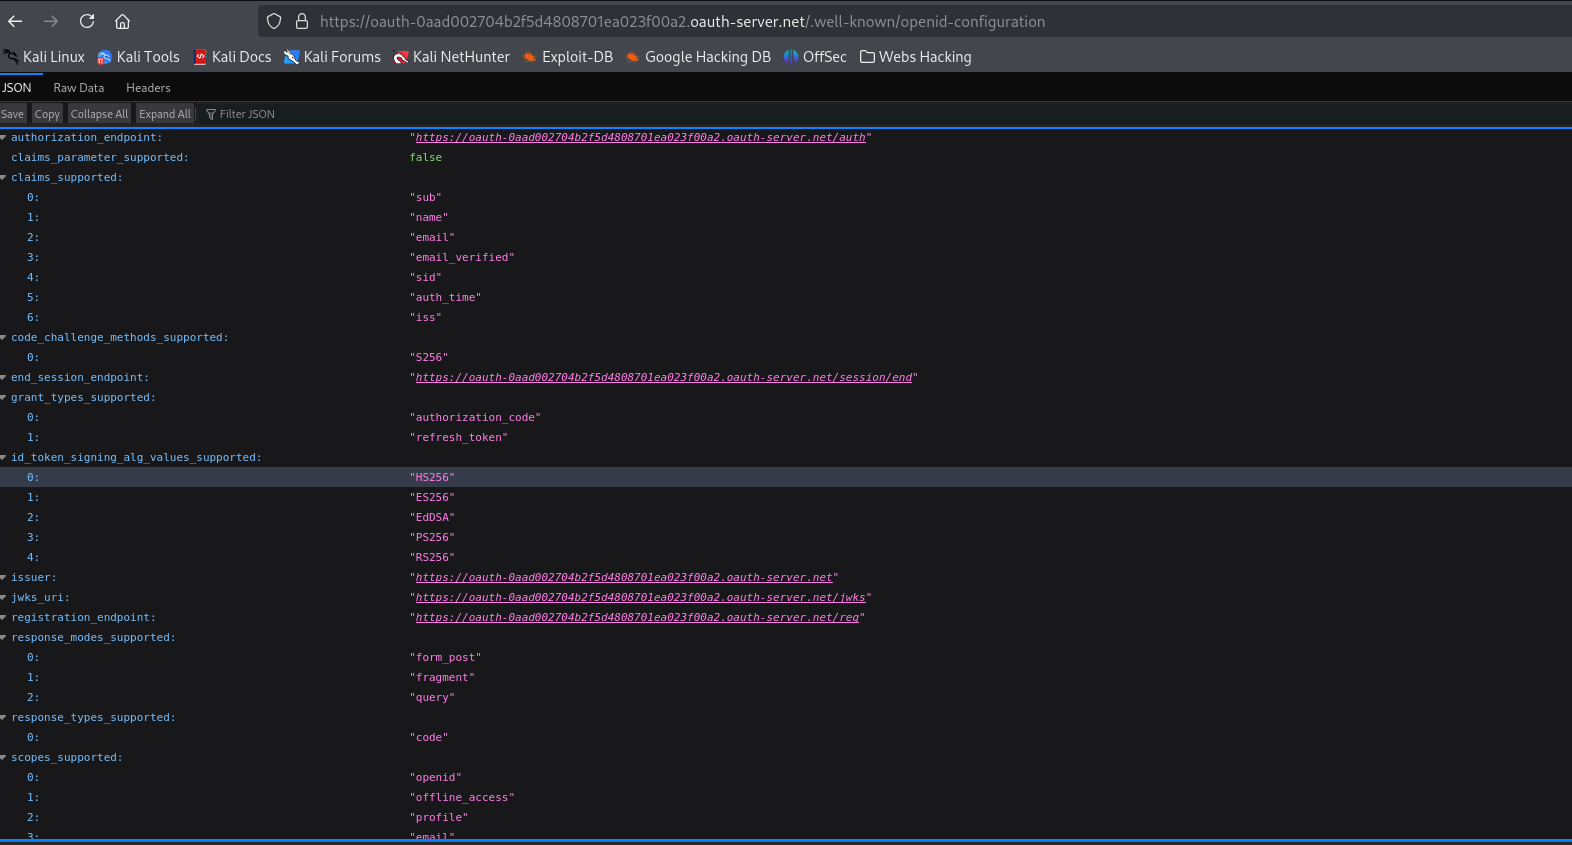 https://oauth-0aad002704b2f5d4808701ea023f00a2.oauth-server.net/.well-known/openid-configuration
Kali Linux Kali Tools Kali Docs Kali Forums Kali NetHunter Exploit-DB Google Hacking DB OffSec Webs Hacking
JSON Raw Data Headers
Save Copy Collapse All Expand All Filter JSON
authorization_endpoint: "https://oauth-0aad002704b2f5d4808701ea023f00a2.oauth-server.net/auth"
claims_parameter_supported: false
claims_supported:
0: "sub"
1: "name"
2: "email"
3: "email_verified"
4: "sid"
5: "auth_time"
6: "iss"
code_challenge_methods_supported:
0: "S256"
end_session_endpoint: "https://oauth-0aad002704b2f5d4808701ea023f00a2.oauth-server.net/session/end"
grant_types_supported:
0: "authorization_code"
1: "refresh_token"
id_token_signing_alg_values_supported:
0: "HS256"
1: "ES256"
2: "EdDSA"
3: "PS256"
4: "RS256"
issuer: "https://oauth-0aad002704b2f5d4808701ea023f00a2.oauth-server.net"
jwks_uri: "https://oauth-0aad002704b2f5d4808701ea023f00a2.oauth-server.net/jwks"
registration_endpoint: "https://oauth-0aad002704b2f5d4808701ea023f00a2.oauth-server.net/reg"
response_modes_supported:
0: "form_post"
1: "fragment"
2: "query"
response_types_supported:
0: "code"
scopes_supported:
0: "openid"
1: "offline_access"
2: "profile"
3: "email"